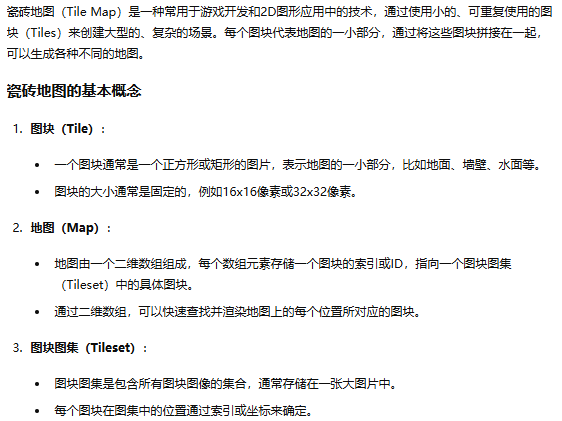 瓷砖地图（Tile Map）是一种常用于游戏开发和2D图形应用中的技术，通过使用小的、可重复使用的图
块（Tiles）来创建大型的、复杂的场景。每个图块代表地图的一小部分，通过将这些图块拼接在一起，
可以生成各种不同的地图。
瓷砖地图的基本概念
1. 图块（Tile）：
• 一个图块通常是一个正方形或矩形的图片，表示地图的一小部分，比如地面、墙壁、水面等。
• 图块的大小通常是固定的，例如16x16像素或32x32像素。
2. 地图（Map）：
• 地图由一个二维数组组成，每个数组元素存储一个图块的索引或ID，指向一个图块图集
（Tileset）中的具体图块。
• 通过二维数组，可以快速查找并渲染地图上的每个位置所对应的图块。
3. 图块图集（Tileset）：
• 图块图集是包含所有图块图像的集合，通常存储在一张大图片中。
• 每个图块在图集中的位置通过索引或坐标来确定。